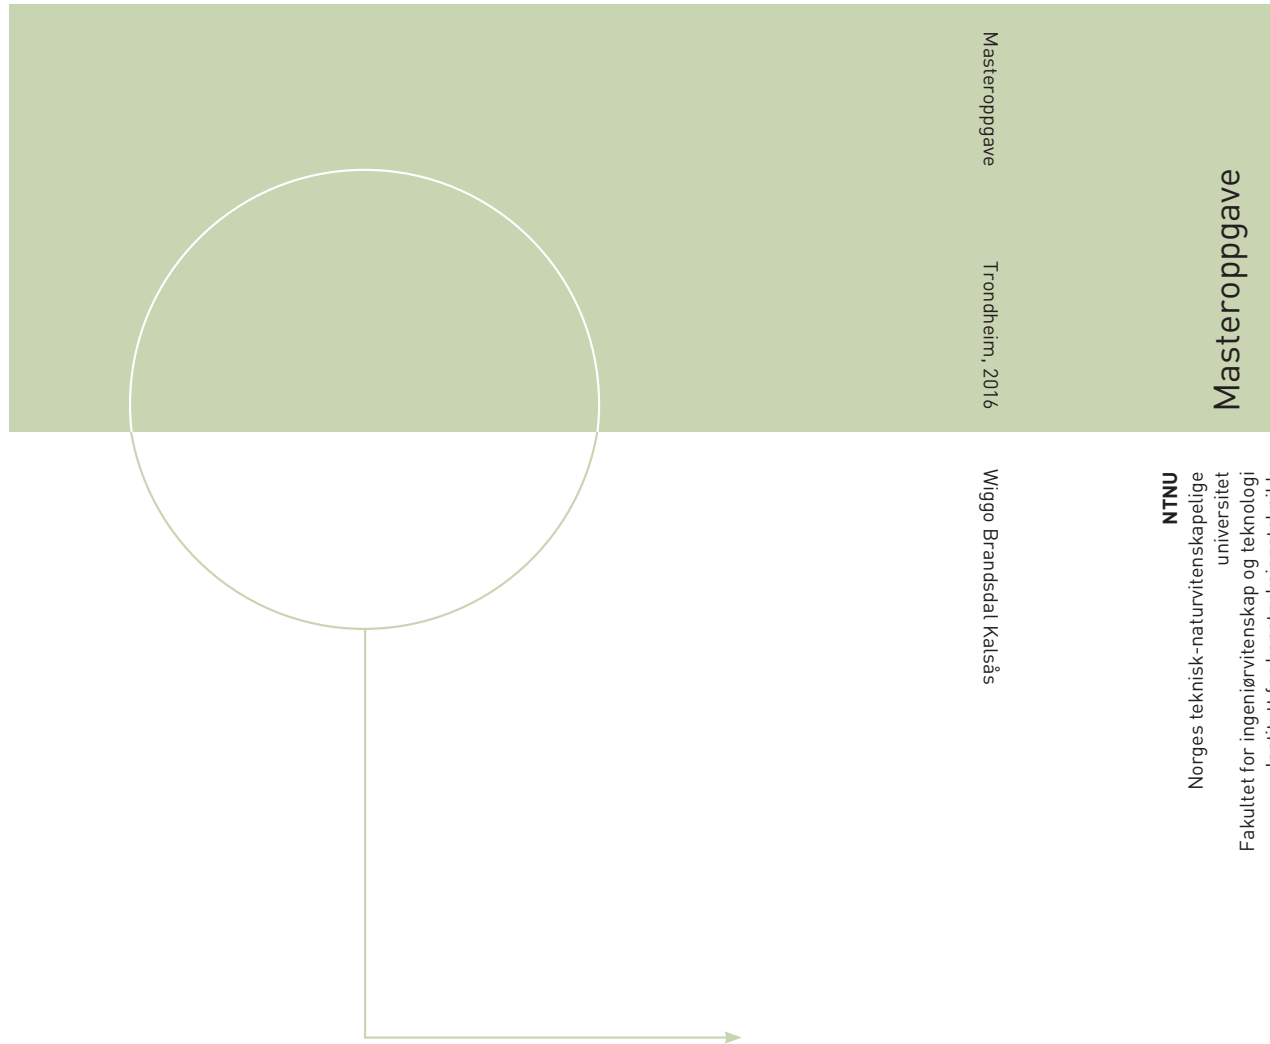 Masteroppgave
Trondheim, 2016
Wiggo Brandsdal Kalsås
Masteroppgave
NTNU
Norges teknisk-naturvitenskapelige
universitet
Fakultet for ingeniørvitenskap og teknologi